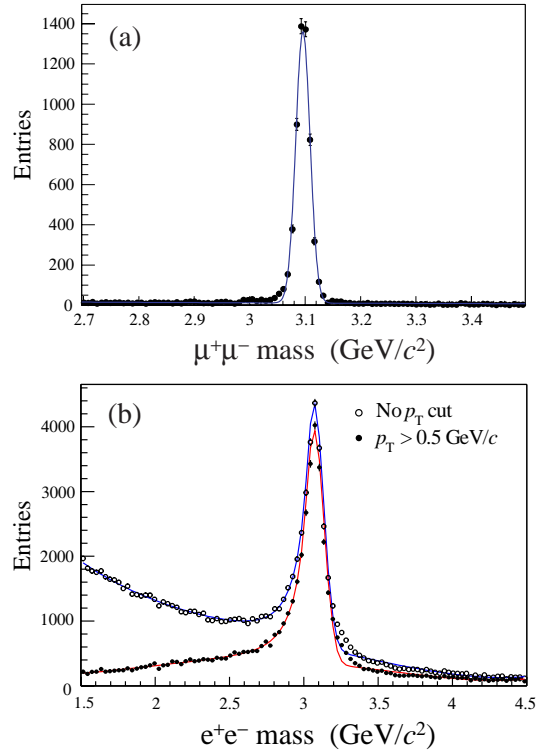 (a)
1400
1200
1000
800
600
400
200
0
Entries
2.7 2.8 2.9 3 3.1 3.2 3.3 3.4
μ⁺μ⁻ mass (GeV/c²)
(b)
No pT cut
pT > 0.5 GeV/c
4000
3000
2000
1000
0
Entries
1.5 2 2.5 3 3.5 4 4.5
e⁺e⁻ mass (GeV/c²)